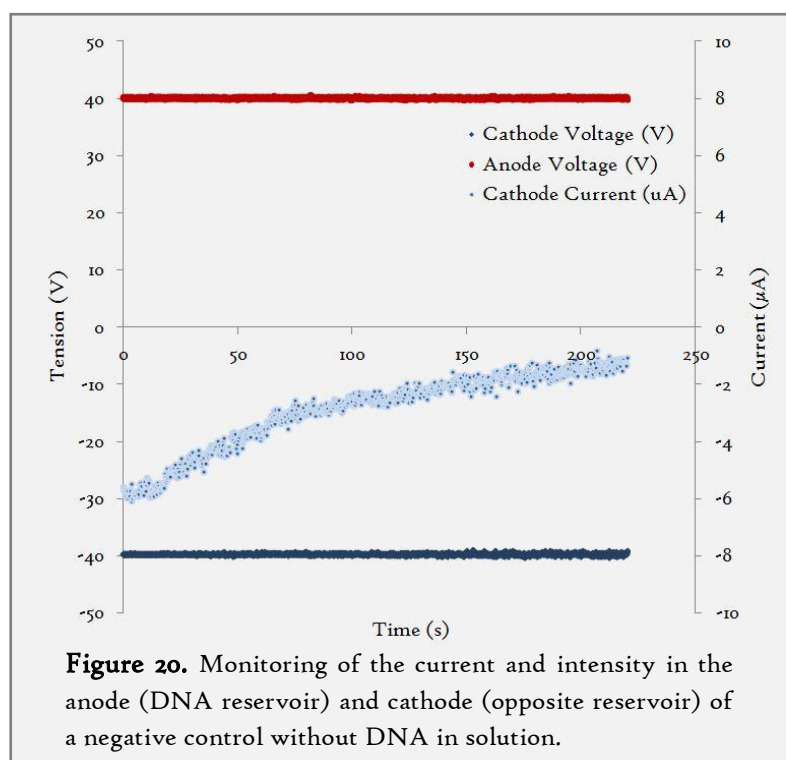 50
40
30
20
10
0
-10
-20
-30
-40
-50
Tension (V)
10
8
6
4
2
0
-2
-4
-6
-8
-10
Current (µA)
Cathode Voltage (V)
Anode Voltage (V)
Cathode Current (uA)
0 50 100 150 200 250
Time (s)
Figure 20. Monitoring of the current and intensity in the
anode (DNA reservoir) and cathode (opposite reservoir) of
a negative control without DNA in solution.